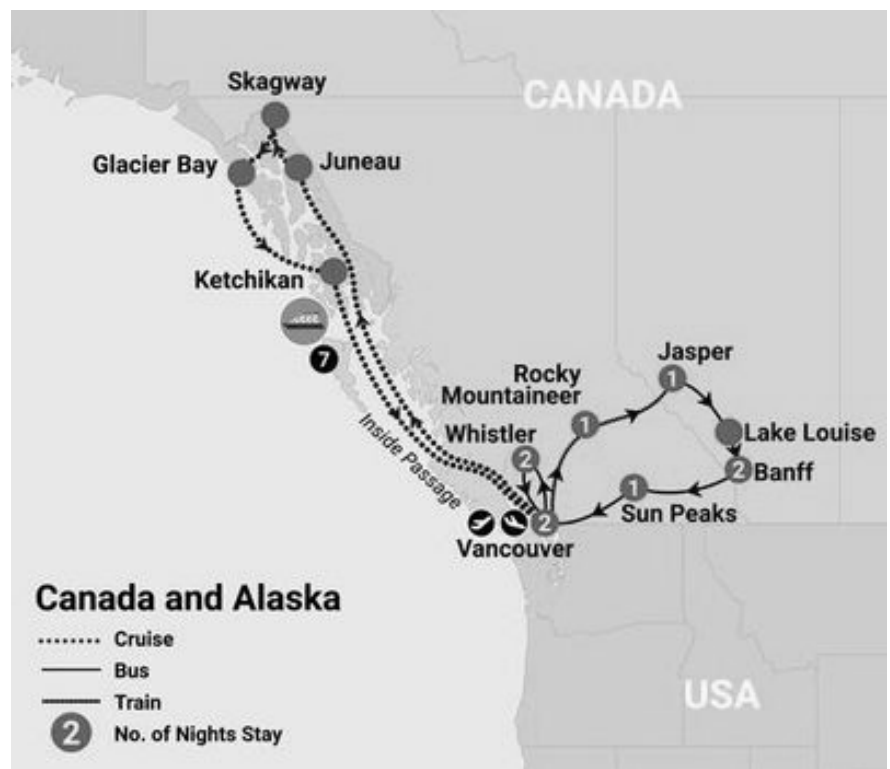 Skagway
CANADA
Glacier Bay
Juneau
Ketchikan
7
Jasper
1
Rocky
Mountaineer
1
Inside Passage
Whistler
2
Lake Louise
2
Banff
1
Sun Peaks
2
Vancouver
Canada and Alaska
Cruise
Bus
Train
USA
2
No. of Nights Stay